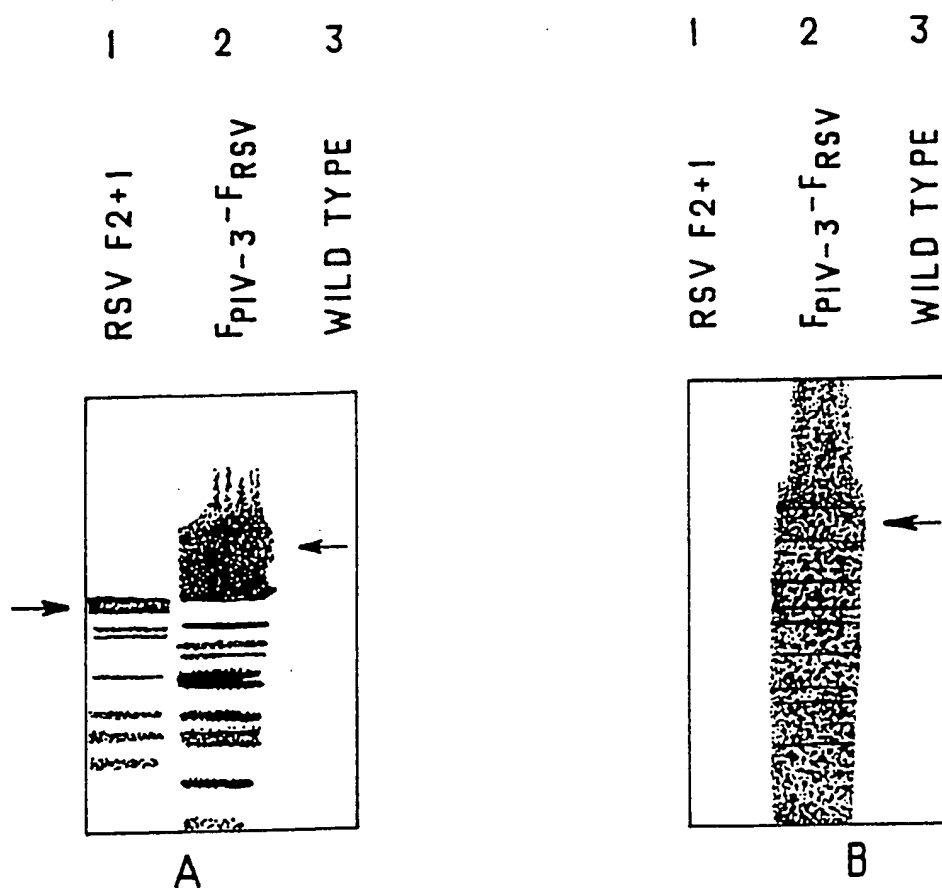 1 2 3
RSV F2+1
FPIV-3-FRSV
WILD TYPE
A
1 2 3
RSV F2+1
FPIV-3-FRSV
WILD TYPE
B